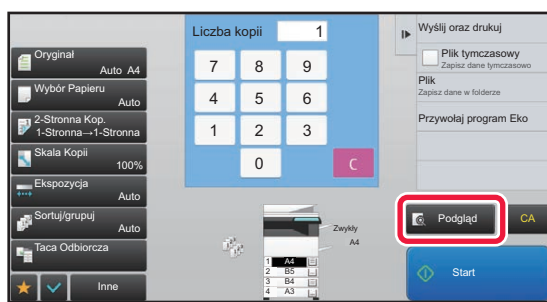 Oryginał
Auto A4
Wybór Papieru
Auto
2-Stronna Kop.
1-Stronna→1-Stronna
Skala Kopii
100%
Ekspozycja
Auto
Sortuj/grupuj
Auto
Taca Odbiorcza
Inne
Liczba kopii 1
7 8 9
4 5 6
1 2 3
0 C
Zwykły
A4
1 A4
2 B5
3 B4
4 A3
Wyślij oraz drukuj
Plik tymczasowy
Zapisz dane tymczasowo
Plik
Zapisz dane w folderze
Przywołaj program Eko
Podgląd CA
Start